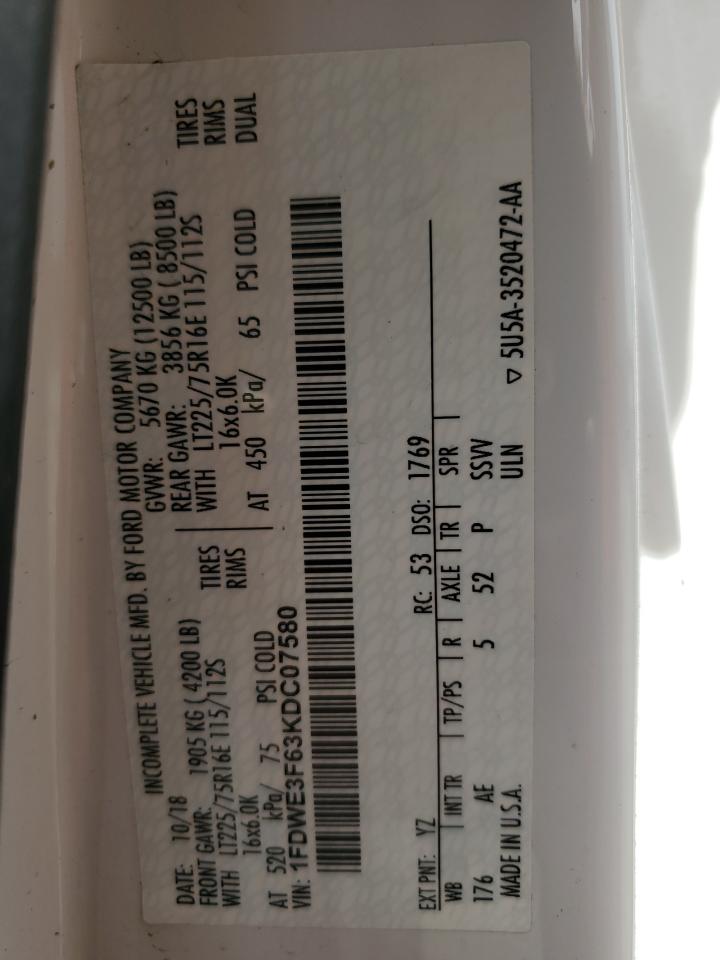 INCOMPLETE VEHICLE MFD. BY FORD MOTOR COMPANY
DATE: 10/18 GVWR: 5670 KG (12500 LB)
FRONT GAWR: 1905 KG ( 4200 LB) REAR GAWR: 3856 KG ( 8500 LB)
WITH LT225/75R16E 115/112S TIRES WITH LT225/75R16E 115/112S TIRES
16x6.0K RIMS 16x6.0K RIMS
AT 520 kPa/ 75 PSI COLD AT 450 kPa/ 65 PSI COLD DUAL
VIN: 1FDWE3F63KDC07580
EXT PNT: YZ RC: 53 DSO: 1769
WB INT TR TP/PS R AXLE TR SPR
176 AE 5 52 P SSVV
MADE IN U.S.A. ULN ▽ 5U5A-3520472-AA